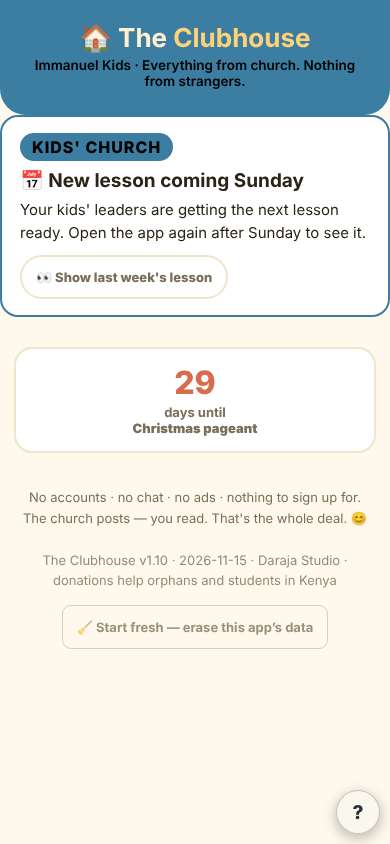 🏠 The Clubhouse
Immanuel Kids · Everything from church. Nothing
from strangers.
KIDS' CHURCH
📅 New lesson coming Sunday
Your kids' leaders are getting the next lesson
ready. Open the app again after Sunday to see it.
👀 Show last week's lesson
29
days until
Christmas pageant
No accounts · no chat · no ads · nothing to sign up for.
The church posts — you read. That's the whole deal. 😊
The Clubhouse v1.10 · 2026-11-15 · Daraja Studio ·
donations help orphans and students in Kenya
🧹 Start fresh — erase this app's data
?